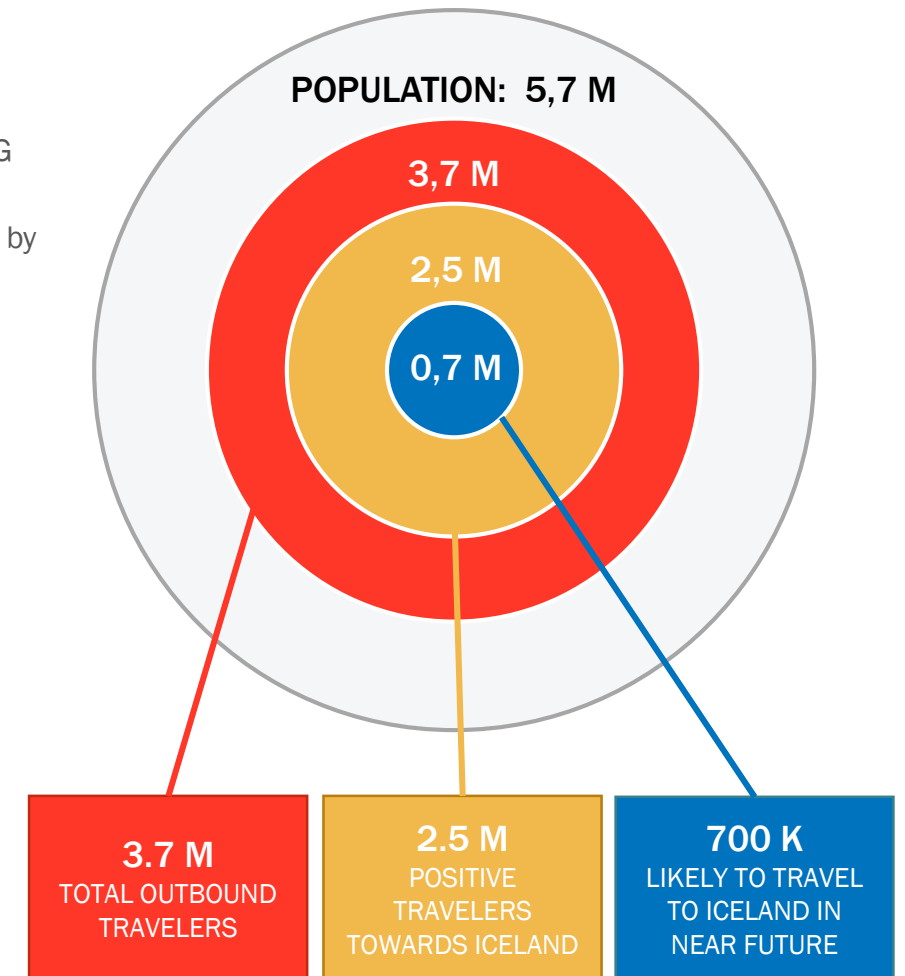 POPULATION: 5,7 M
G
by
3,7 M
2,5 M
0,7 M
3.7 M
TOTAL OUTBOUND
TRAVELERS
2.5 M
POSITIVE
TRAVELERS
TOWARDS ICELAND
700 K
LIKELY TO TRAVEL
TO ICELAND IN
NEAR FUTURE